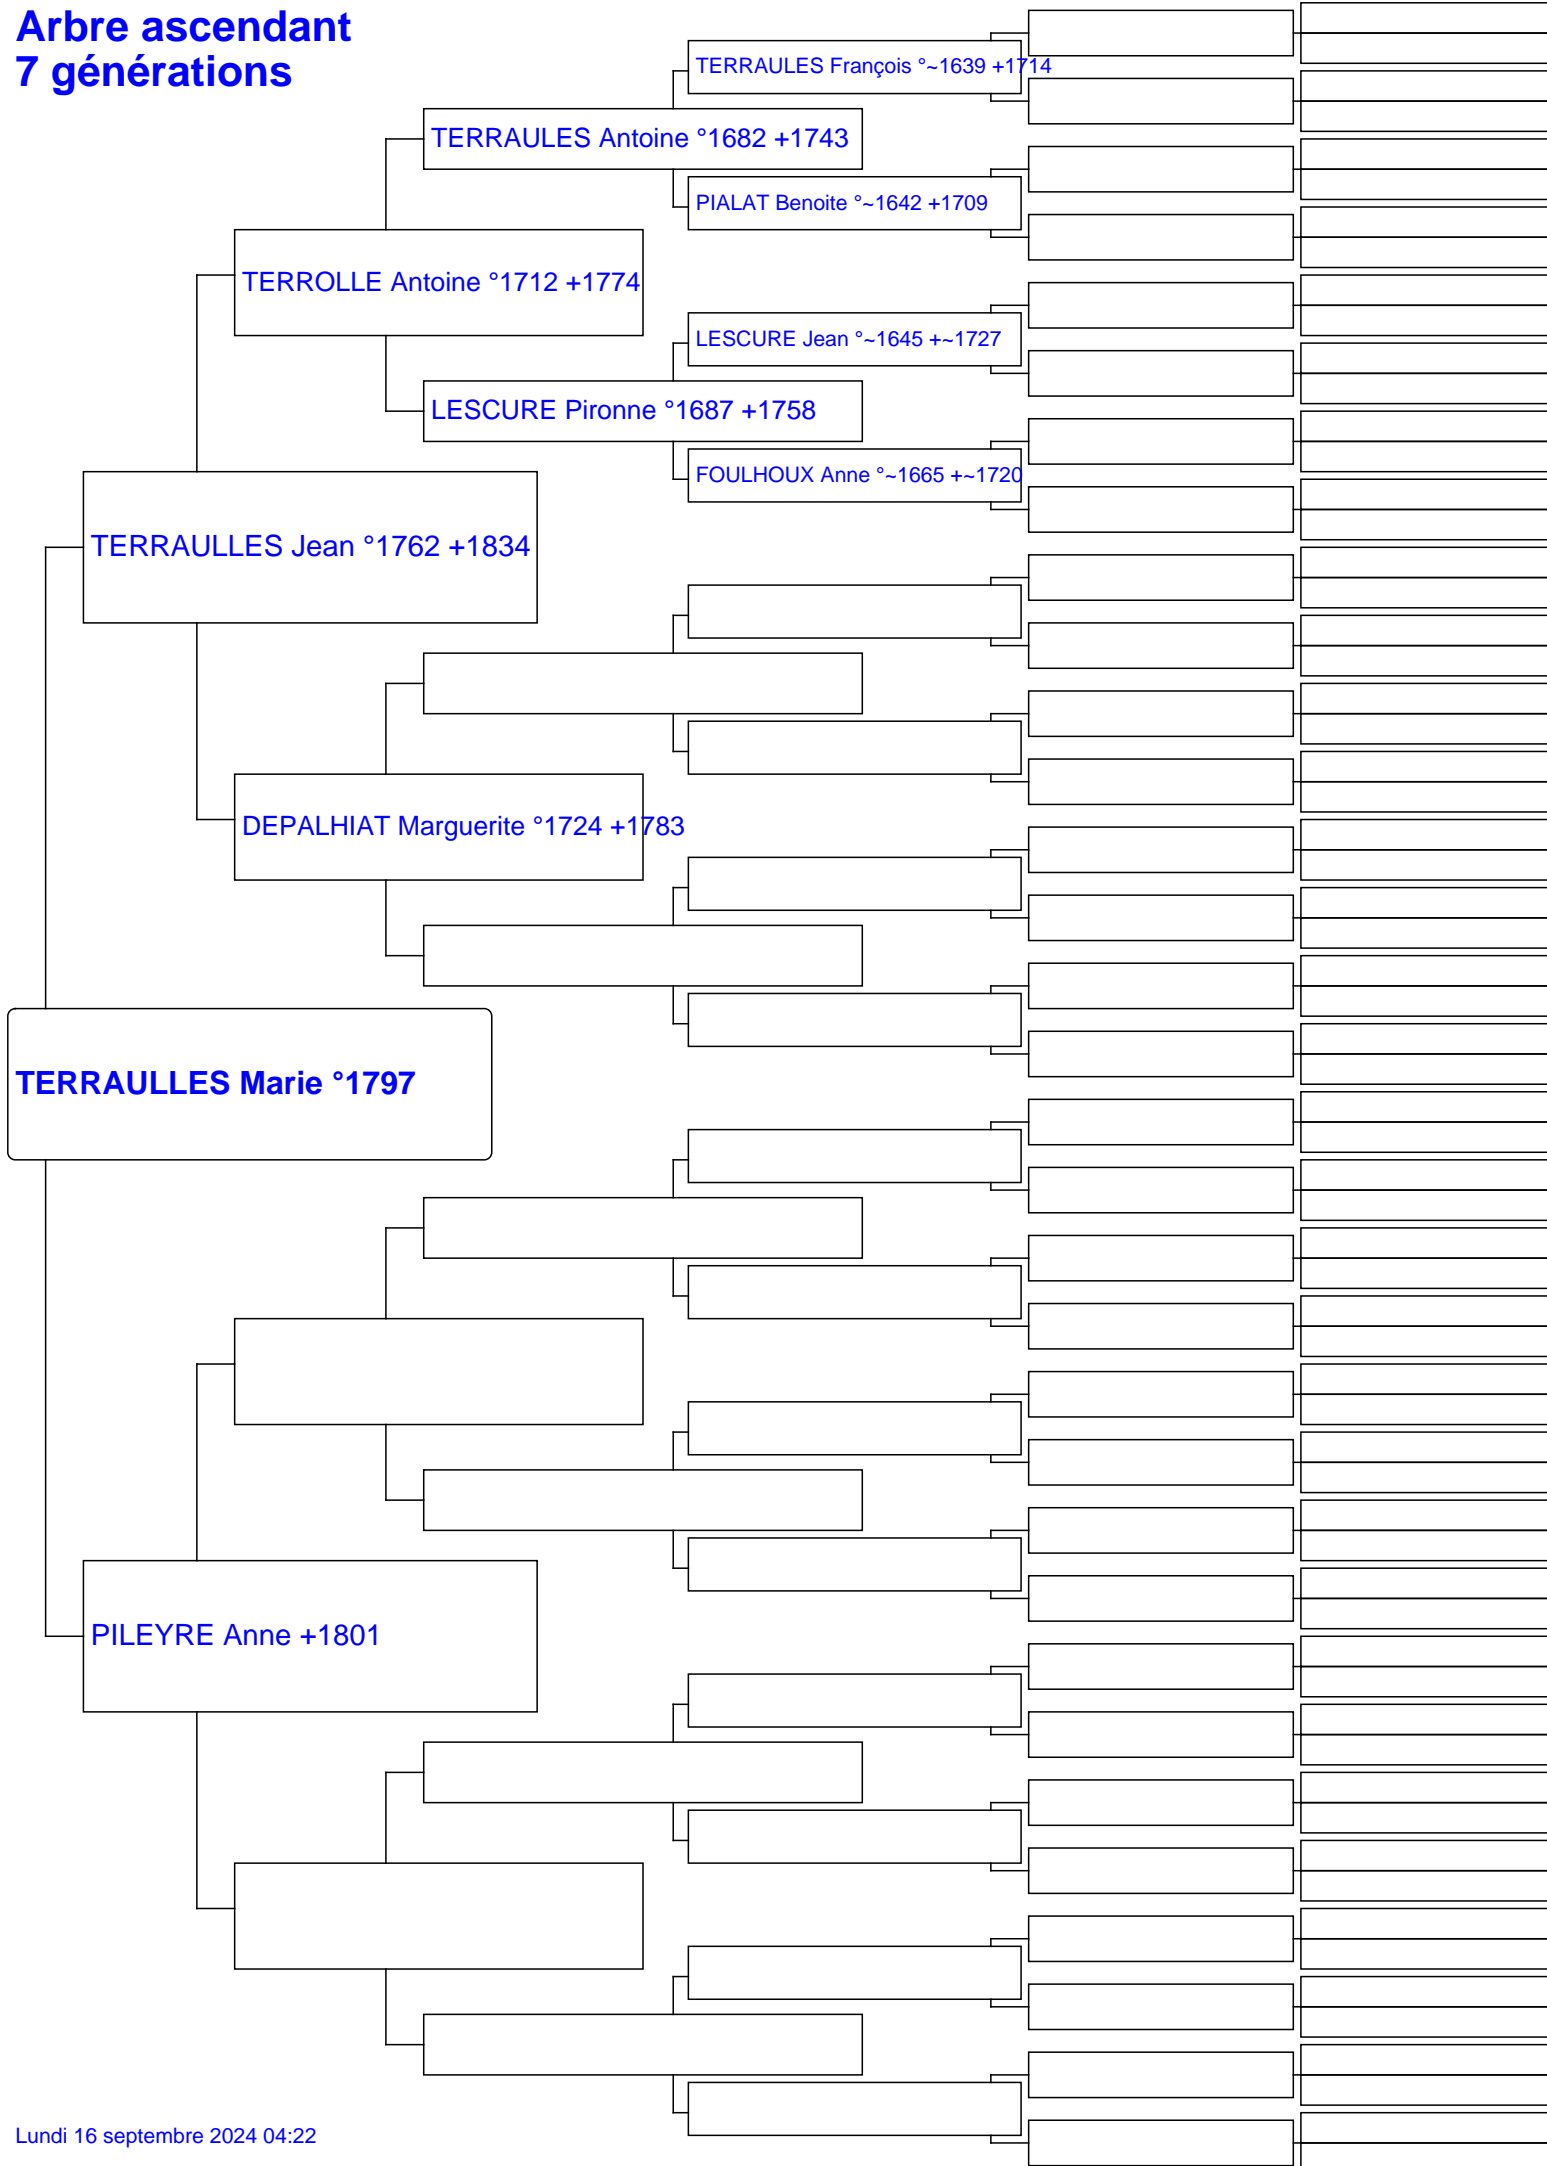 Arbre ascendant
7 générations
TERRAULES François °~1639 +1714
TERRAULES Antoine °1682 +1743
PIALAT Benoite °~1642 +1709
TERROLLE Antoine °1712 +1774
LESCURE Jean °~1645 +~1727
LESCURE Pironne °1687 +1758
FOULHOUX Anne °~1665 +~1720
TERRAULLES Jean °1762 +1834
DEPALHIAT Marguerite °1724 +1783
TERRAULLES Marie °1797
PILEYRE Anne +1801
Lundi 16 septembre 2024 04:22